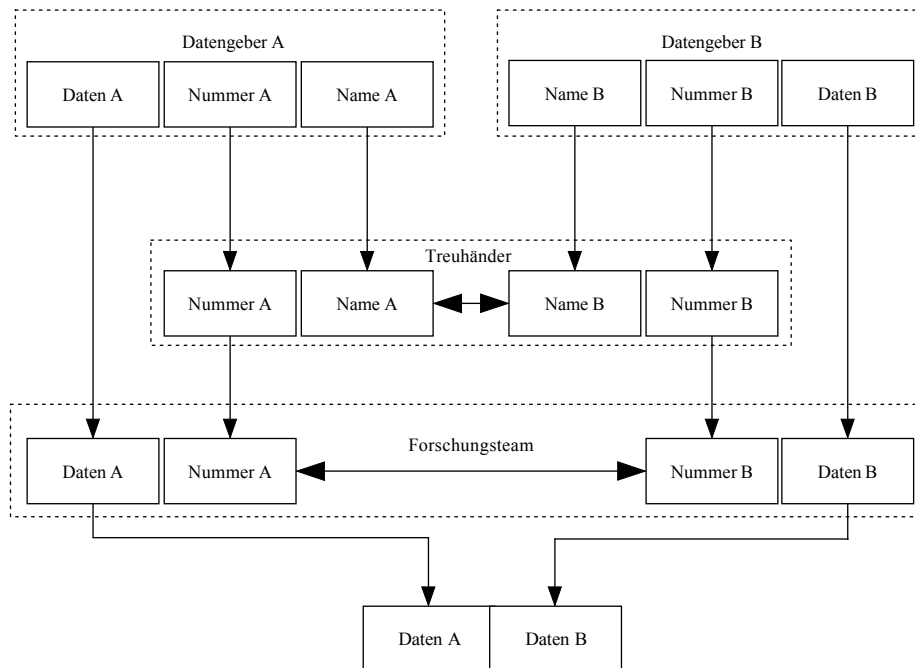 Datengeber A
Datengeber B
Daten A
Nummer A
Name A
Name B
Nummer B
Daten B
Treuhänder
Nummer A
Name A
Name B
Nummer B
Forschungsteam
Daten A
Nummer A
Nummer B
Daten B
Daten A
Daten B